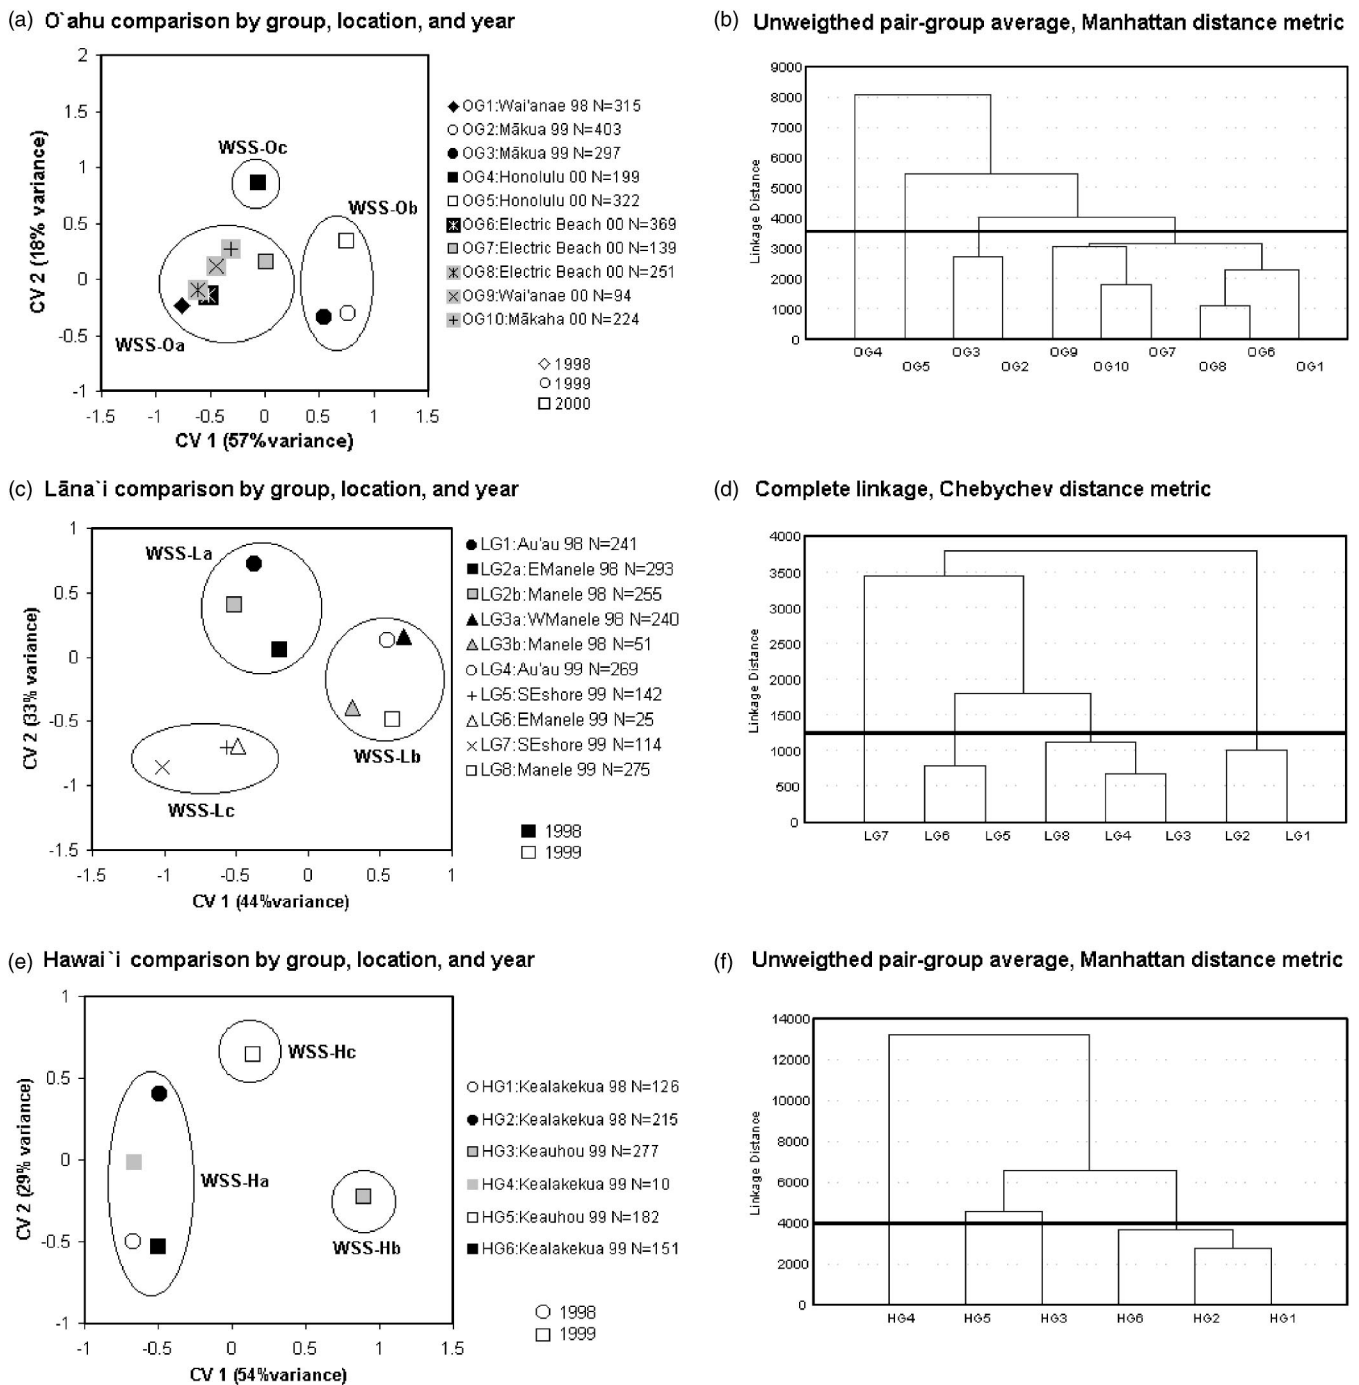 (a) O`ahu comparison by group, location, and year
2
1.5
1
0.5
0
-0.5
-1
-1.5 -1 -0.5 0 0.5 1 1.5
CV 2 (18% variance)
CV 1 (57%variance)
WSS-Oc
WSS-Ob
WSS-Oa
OG1:Wai'anae 98 N=315
OG2:Mākua 99 N=403
OG3:Mākua 99 N=297
OG4:Honolulu 00 N=199
OG5:Honolulu 00 N=322
OG6:Electric Beach 00 N=369
OG7:Electric Beach 00 N=139
OG8:Electric Beach 00 N=251
OG9:Wai'anae 00 N=94
OG10:Mākaha 00 N=224
1998
1999
2000
(b) Unweigthed pair-group average, Manhattan distance metric
9000
8000
7000
6000
5000
4000
3000
2000
1000
0
Linkage Distance
OG4 OG3 OG9 OG7 OG6
OG5 OG2 OG10 OG8 OG1
(c) Lāna`i comparison by group, location, and year
1
0.5
0
-0.5
-1
-1.5
-1.5 -1 -0.5 0 0.5 1
CV 2 (33% variance)
CV 1 (44%variance)
WSS-La
WSS-Lb
WSS-Lc
LG1:Au'au 98 N=241
LG2a:EManele 98 N=293
LG2b:Manele 98 N=255
LG3a:WManele 98 N=240
LG3b:Manele 98 N=51
LG4:Au'au 99 N=269
LG5:SEshore 99 N=142
LG6:EManele 99 N=25
LG7:SEshore 99 N=114
LG8:Manele 99 N=275
1998
1999
(d) Complete linkage, Chebychev distance metric
4000
3500
3000
2500
2000
1500
1000
500
0
Linkage Distance
LG7 LG6 LG5 LG8 LG4 LG3 LG2 LG1
(e) Hawai`i comparison by group, location, and year
1
0.5
0
-0.5
-1
-1 -0.5 0 0.5 1 1.5
CV 2 (29% variance)
CV 1 (54%variance)
WSS-Hc
WSS-Ha
WSS-Hb
HG1:Kealakekua 98 N=126
HG2:Kealakekua 98 N=215
HG3:Keauhou 99 N=277
HG4:Kealakekua 99 N=10
HG5:Keauhou 99 N=182
HG6:Kealakekua 99 N=151
1998
1999
(f) Unweigthed pair-group average, Manhattan distance metric
14000
12000
10000
8000
6000
4000
2000
0
Linkage Distance
HG4 HG5 HG3 HG6 HG2 HG1